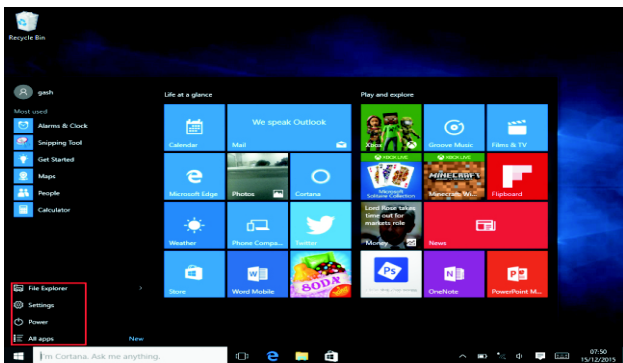 Recycle Bin
gash
Most used
Alarms & Clock
Snipping Tool
Get Started
Maps
People
Calculator
File Explorer
Settings
Power
All apps
New
Life at a glance
Calendar
We speak Outlook
Mail
Microsoft Edge
Photos
Cortana
Weather
Phone Compa...
Twitter
Store
Word Mobile
SODA
Play and explore
Xbox
Groove Music
Films & TV
XBOX LIVE
Microsoft
Solitaire Collection
XBOX LIVE
MINECRAFT
Minecraft: Wi...
Flipboard
Lord Rose takes
time out for
markets role
Money
News
Ps
OneNote
PowerPoint M...
I'm Cortana. Ask me anything.
07:50
15/12/2015